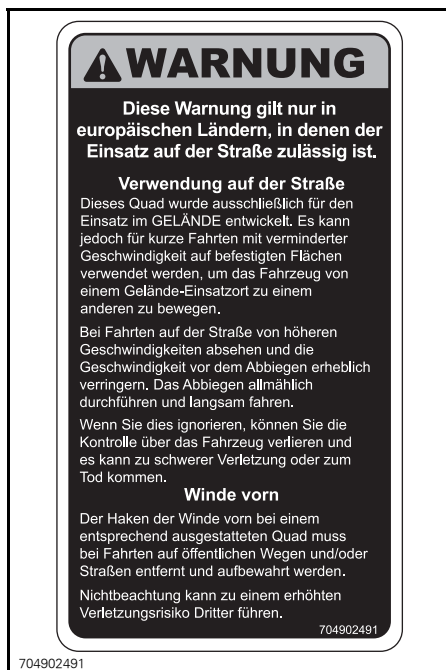 WARNUNG
Diese Warnung gilt nur in
europäischen Ländern, in denen der
Einsatz auf der Straße zulässig ist.
Verwendung auf der Straße
Dieses Quad wurde ausschließlich für den
Einsatz im GELÄNDE entwickelt. Es kann
jedoch für kurze Fahrten mit verminderter
Geschwindigkeit auf befestigten Flächen
verwendet werden, um das Fahrzeug von
einem Gelände-Einsatzort zu einem
anderen zu bewegen.
Bei Fahrten auf der Straße von höheren
Geschwindigkeiten absehen und die
Geschwindigkeit vor dem Abbiegen erheblich
verringern. Das Abbiegen allmählich
durchführen und langsam fahren.
Wenn Sie dies ignorieren, können Sie die
Kontrolle über das Fahrzeug verlieren und
es kann zu schwerer Verletzung oder zum
Tod kommen.
Winde vorn
Der Haken der Winde vorn bei einem
entsprechend ausgestatteten Quad muss
bei Fahrten auf öffentlichen Wegen und/oder
Straßen entfernt und aufbewahrt werden.
Nichtbeachtung kann zu einem erhöhten
Verletzungsrisiko Dritter führen.
704902491
704902491